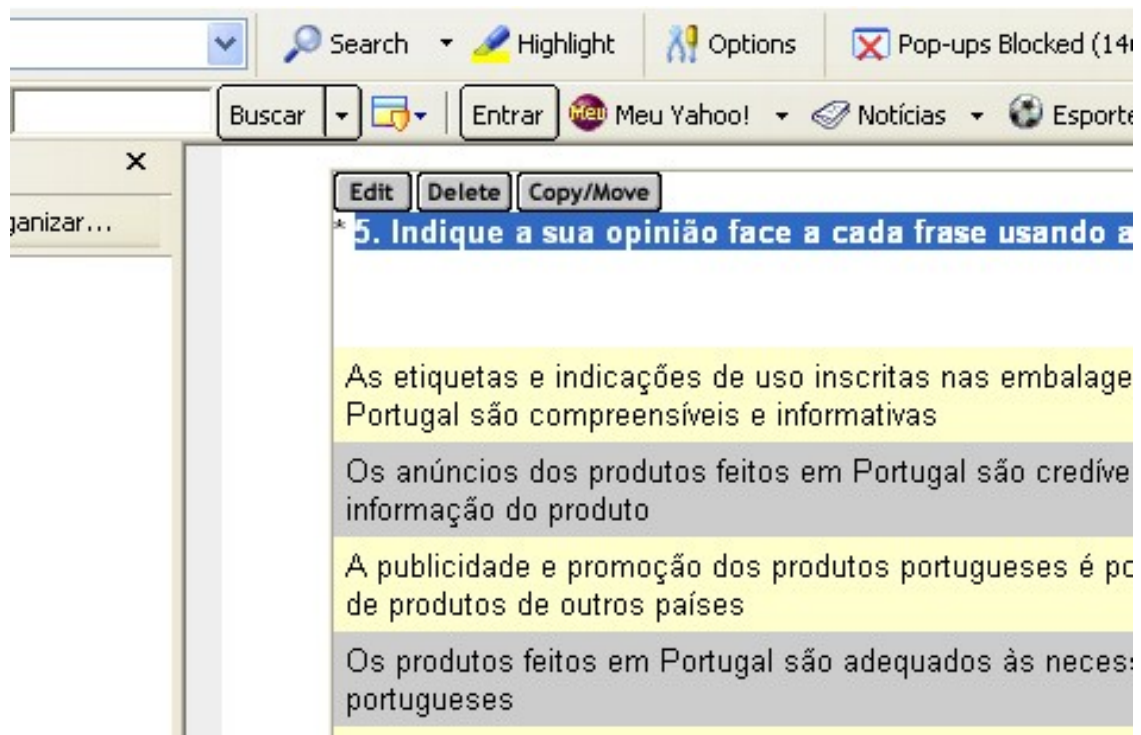 Search Highlight Options Pop-ups Blocked (14
Buscar Entrar Meu Meu Yahoo! Notícias Esporte
ganizar...
Edit Delete Copy/Move
* 5. Indique a sua opinião face a cada frase usando a
As etiquetas e indicações de uso inscritas nas embalage
Portugal são compreensíveis e informativas
Os anúncios dos produtos feitos em Portugal são credíve
informação do produto
A publicidade e promoção dos produtos portugueses é po
de produtos de outros países
Os produtos feitos em Portugal são adequados às neces
portugueses